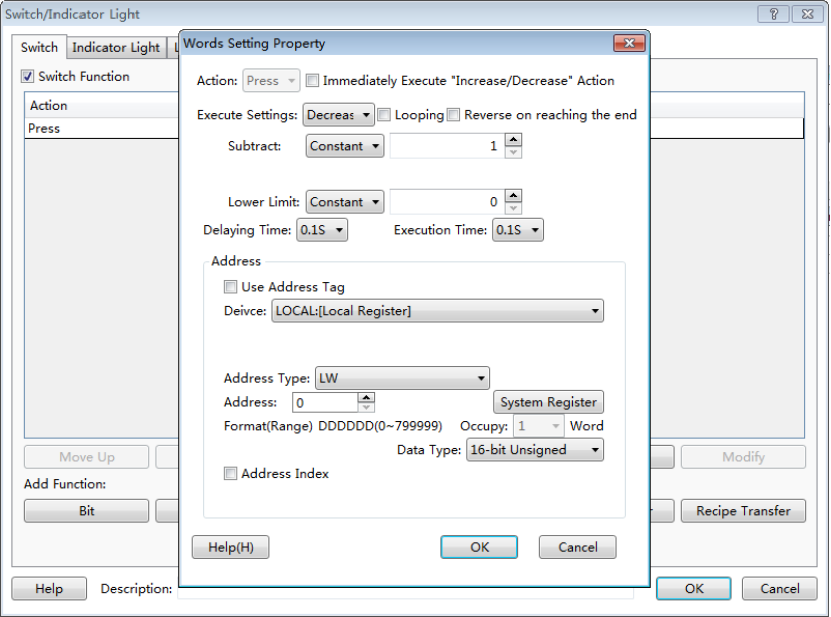 Switch/Indicator Light
Switch
Indicator Light
Words Setting Property
Switch Function
Action
Press
Action: Press Immediately Execute "Increase/Decrease" Action
Execute Settings: Decreas Looping Reverse on reaching the end
Subtract: Constant 1
Lower Limit: Constant 0
Delaying Time: 0.1S Execution Time: 0.1S
Address
Use Address Tag
Deivce: LOCAL:[Local Register]
Address Type: LW
Address: 0 System Register
Format(Range) DDDDDD(0~799999) Occupy: 1 Word
Data Type: 16-bit Unsigned
Address Index
Help(H) OK Cancel
Move Up Modify
Add Function:
Bit Recipe Transfer
Help Description: OK Cancel